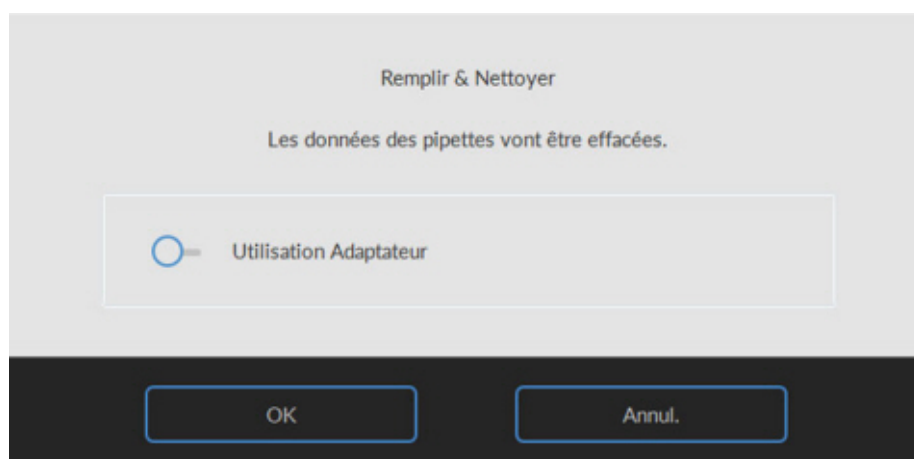 Remplir & Nettoyer
Les données des pipettes vont être effacées.
Utilisation Adaptateur
OK
Annul.